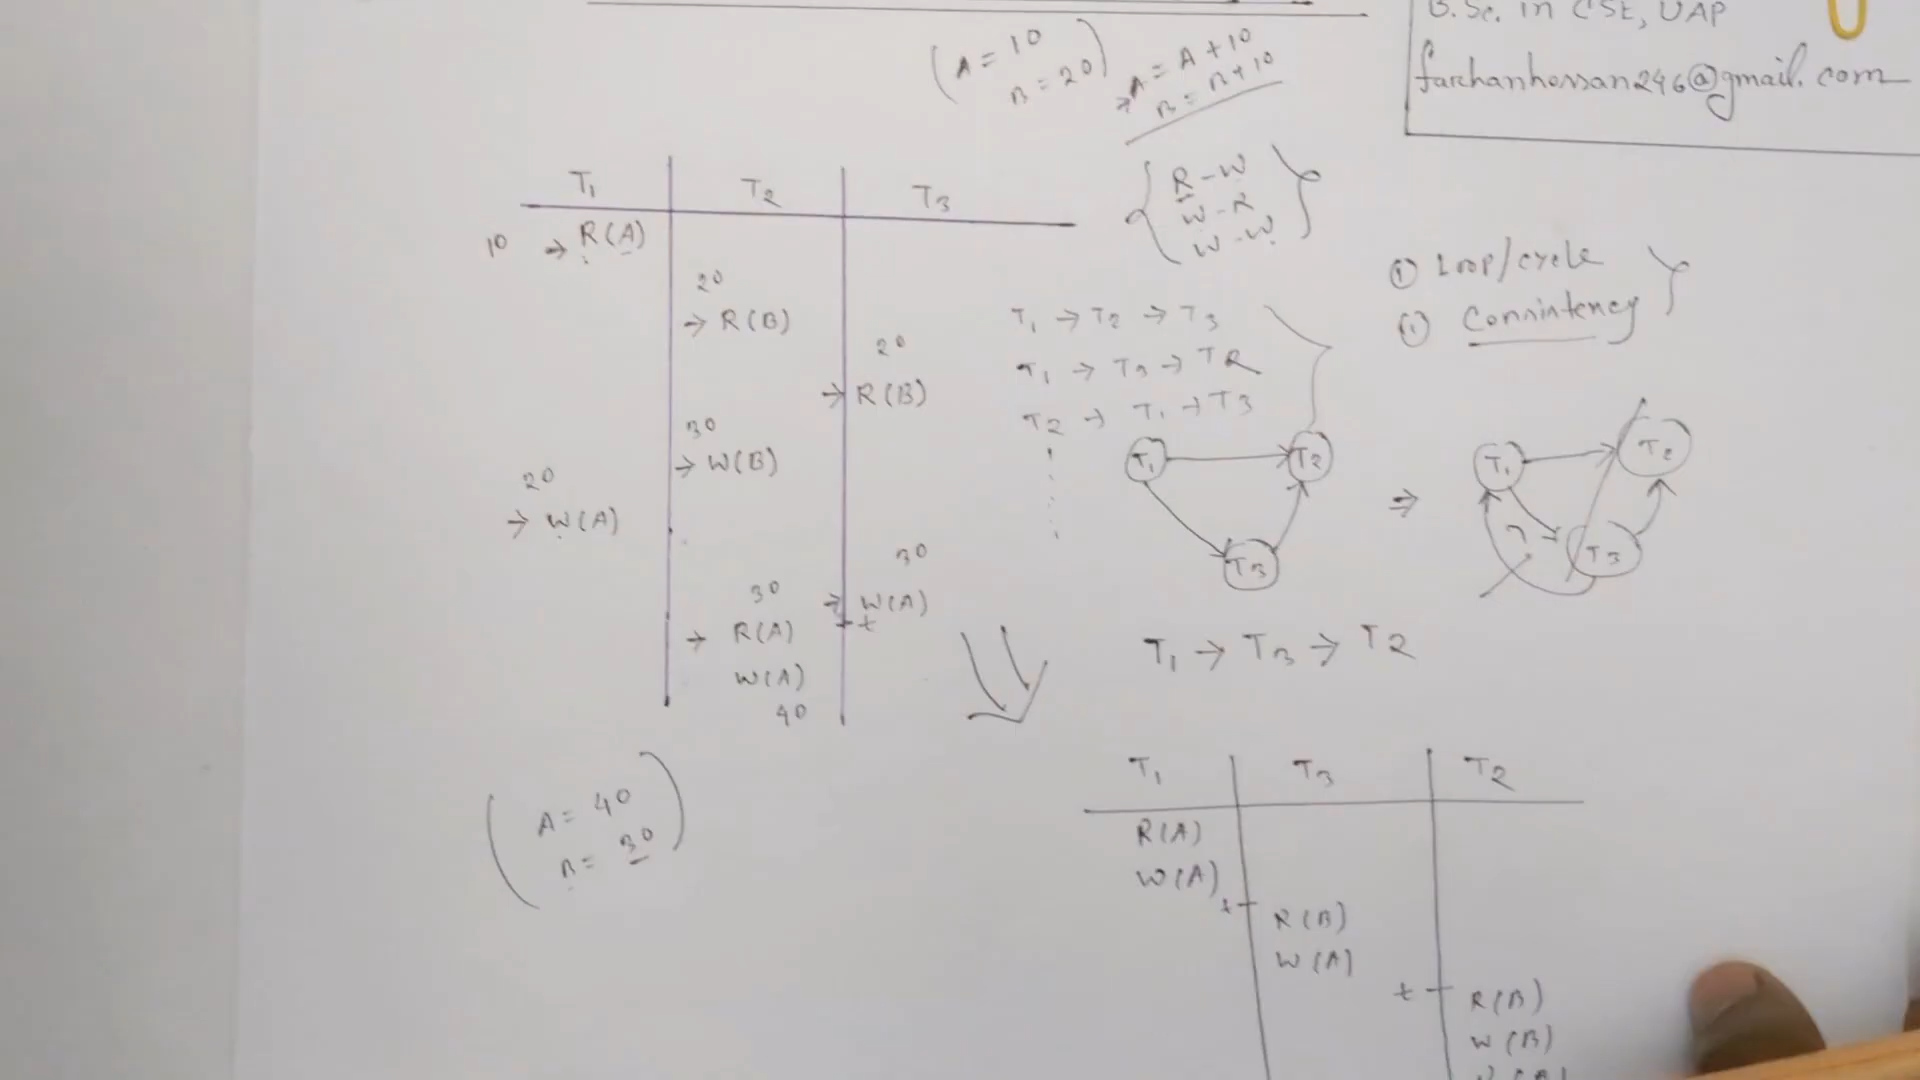 B.Sc. in CSE, UAP
farhanhossan246@gmail.com
A = 10
B = 20
A = A + 10
B = B + 10
R - W
W - R
W - W
① Loop/cycle
① Consistency
T1 T2 T3
10 → R(A)
20
→ R(B)
20
→ R(B)
30
→ W(B)
20
→ W(A)
30
→ W(A)
30
→ R(A)
W(A)
40
T1 → T2 → T3
T1 → T3 → T2
T2 → T1 → T3
T1 T2
T3
⇒
T1 T2
T3
T1 → T3 → T2
A = 40
B = 30
T1 T3 T2
R(A)
W(A)
R(B)
W(A)
R(B)
W(B)